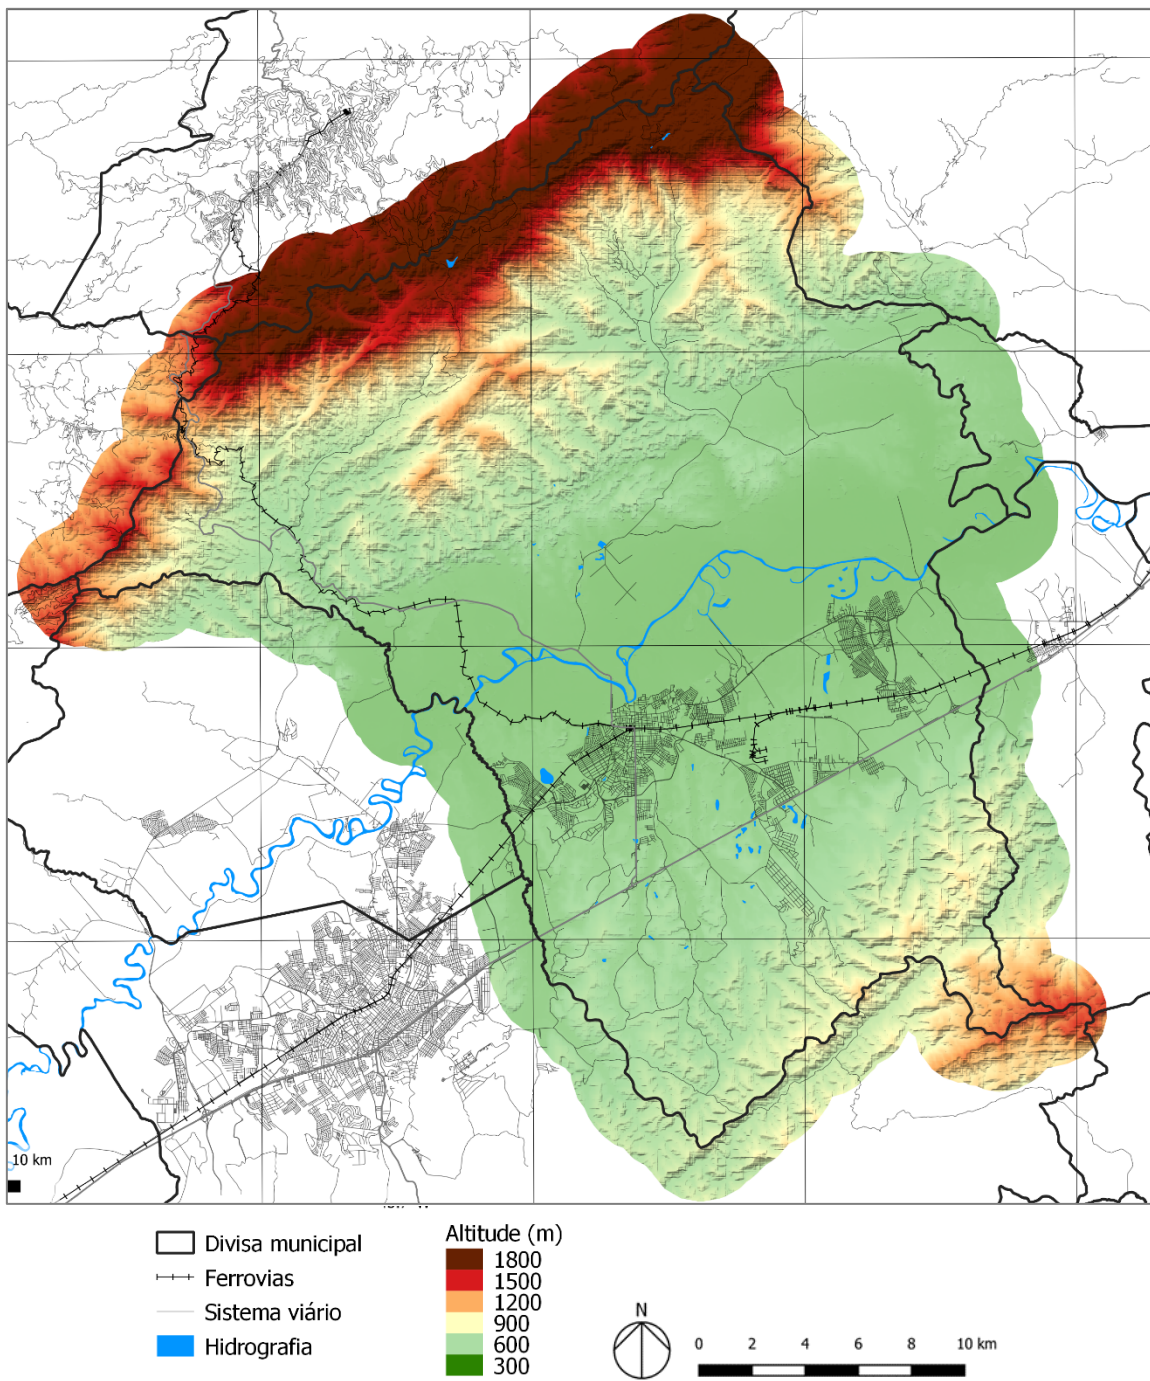 10 km
Divisa municipal
Ferrovias
Sistema viário
Hidrografia
Altitude (m)
1800
1500
1200
900
600
300
N
0 2 4 6 8 10 km